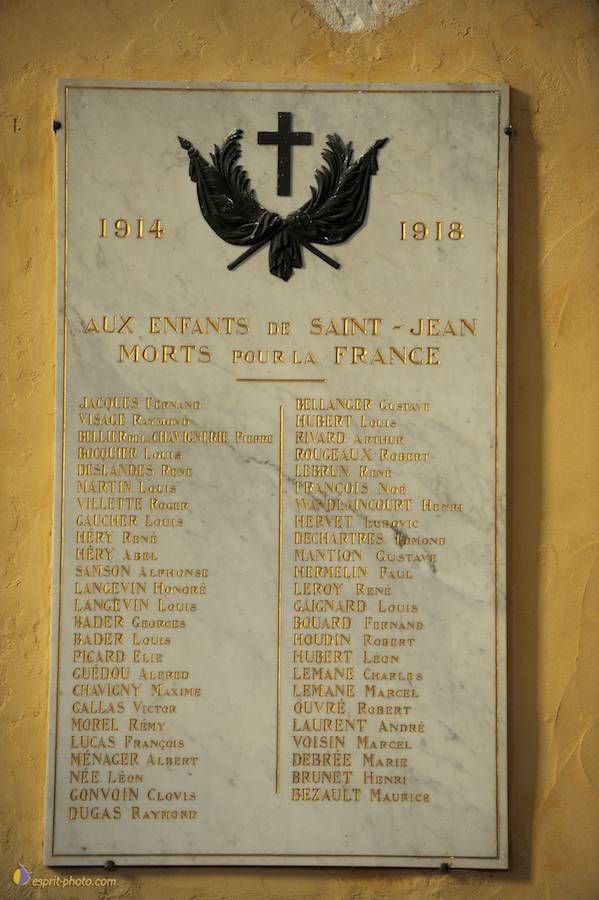 1914 1918
AUX ENFANTS DE SAINT-JEAN
MORTS POUR LA FRANCE
JACQUES FERNAND
VISAGE RAYMOND
BELLIER DE LA CHAVIGNERIE PIERRE
BOCQUIER LOUIS
DESLANDES RENÉ
MARTIN LOUIS
VILLETTE ROGER
GAUCHER LOUIS
HÉRY RENÉ
HÉRY ABEL
SAMSON ALPHONSE
LANGEVIN HONORÉ
LANGEVIN LOUIS
BADER GEORGES
BADER LOUIS
PICARD ELIE
GUÉDOU ALFRED
CHAVIGNY MAXIME
GALLAS VICTOR
MOREL RÉMY
LUCAS FRANÇOIS
MÉNAGER ALBERT
NÉE LÉON
GONVOIN CLOVIS
DUGAS RAYMOND
BELLANGER GUSTAVE
HUBERT LOUIS
RIVARD ARTHUR
ROUGEAUX ROBERT
LEBRUN RENÉ
FRANÇOIS NOÉ
WADLAINCOURT HENRI
HERVET LUDOVIC
DECHARTRES EDMOND
MANTION GUSTAVE
HERMELIN PAUL
LEROY RENÉ
GAIGNARD LOUIS
BOUARD FERNAND
HOUDIN ROBERT
HUBERT LÉON
LEMANE CHARLES
LEMANE MARCEL
OUVRÉ ROBERT
LAURENT ANDRÉ
VOISIN MARCEL
DEBRÉE MARIE
BRUNET HENRI
BEZAULT MAURICE
esprit-photo.com